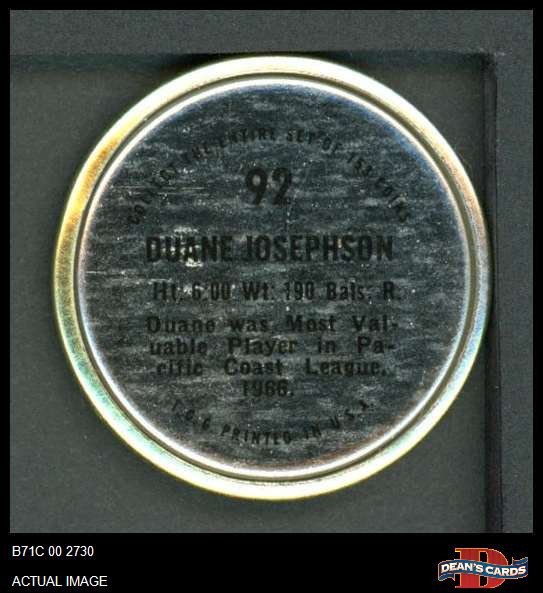 COLLECT THE ENTIRE SET OF 153 COINS
92
DUANE JOSEPHSON
Ht. 6.00 Wt. 190 Bats, R.
Duane was Most Val-
uable Player in Pa-
cific Coast League,
1966.
T.C.G. PRINTED IN U.S.A.
B71C 00 2730
ACTUAL IMAGE
D
DEAN'S CARDS